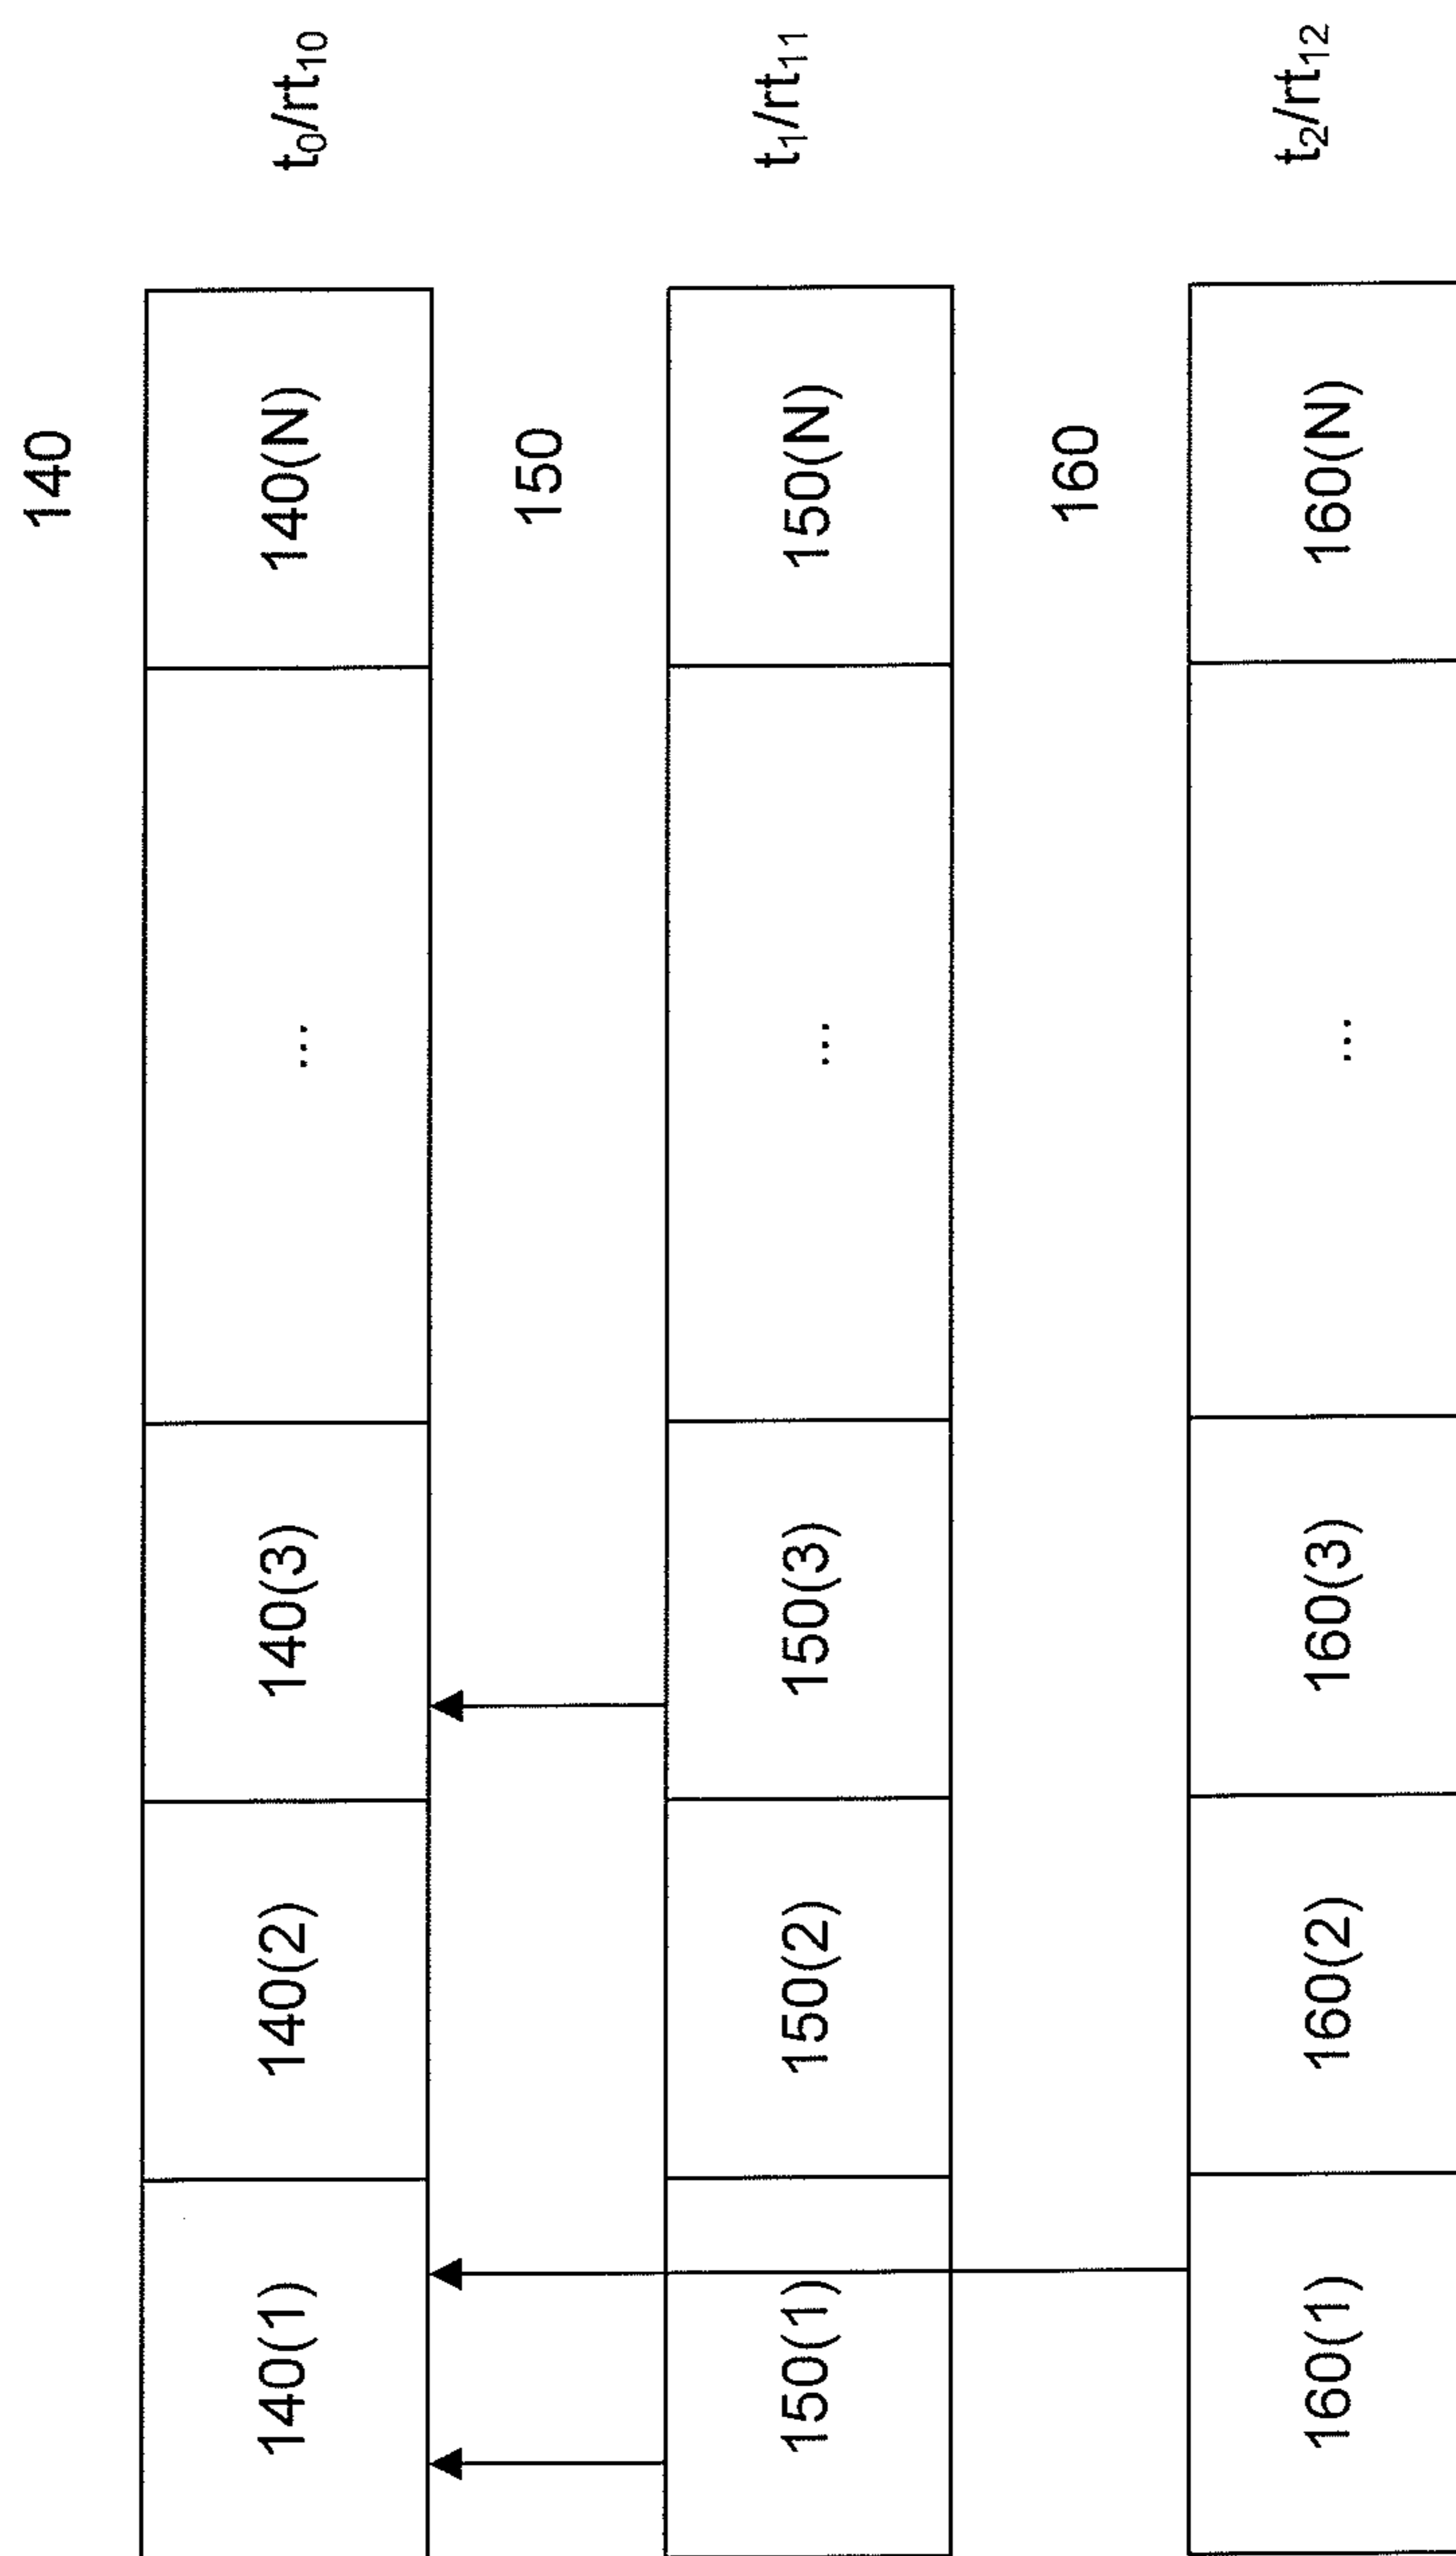 140
140(1) 140(2) 140(3) ... 140(N) t₀/rt₁₀
150
150(1) 150(2) 150(3) ... 150(N) t₁/rt₁₁
160
160(1) 160(2) 160(3) ... 160(N) t₂/rt₁₂